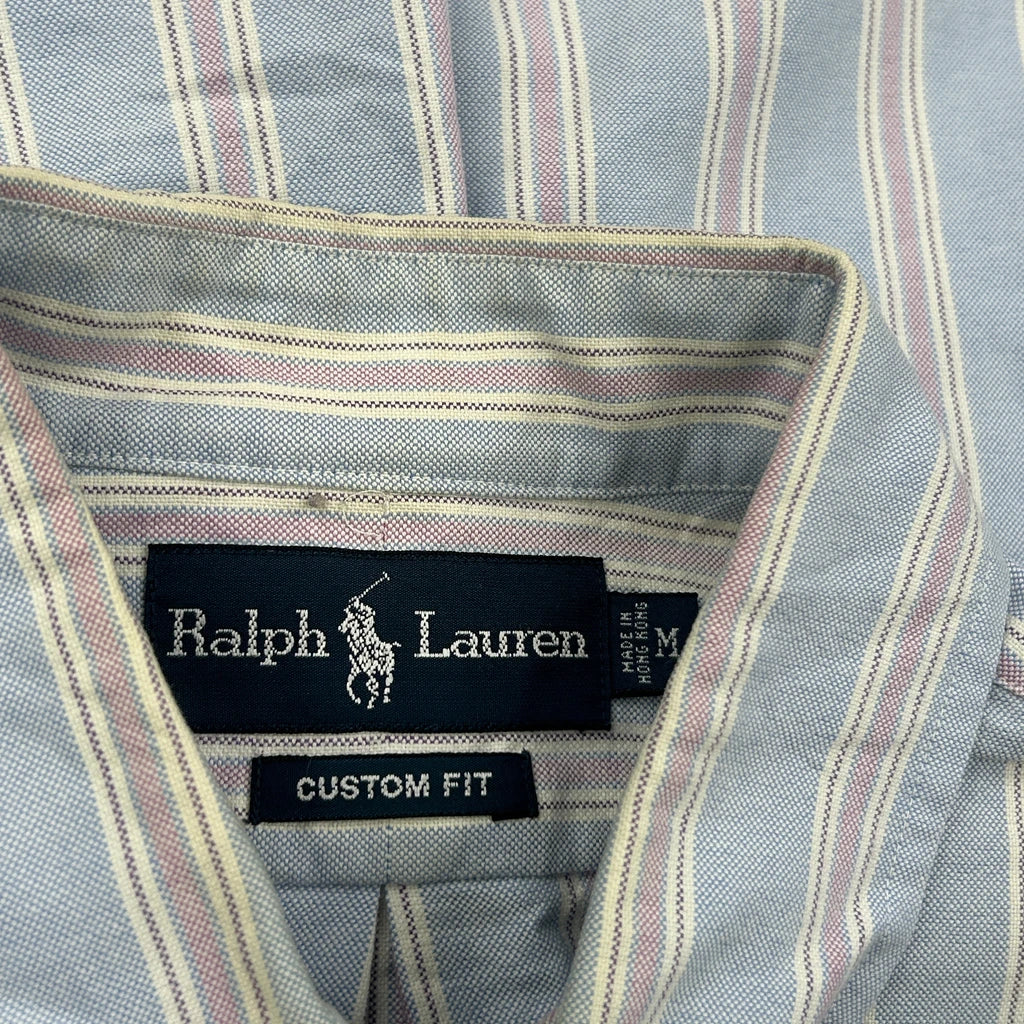 Ralph Lauren
MADE IN
HONG KONG
M
CUSTOM FIT